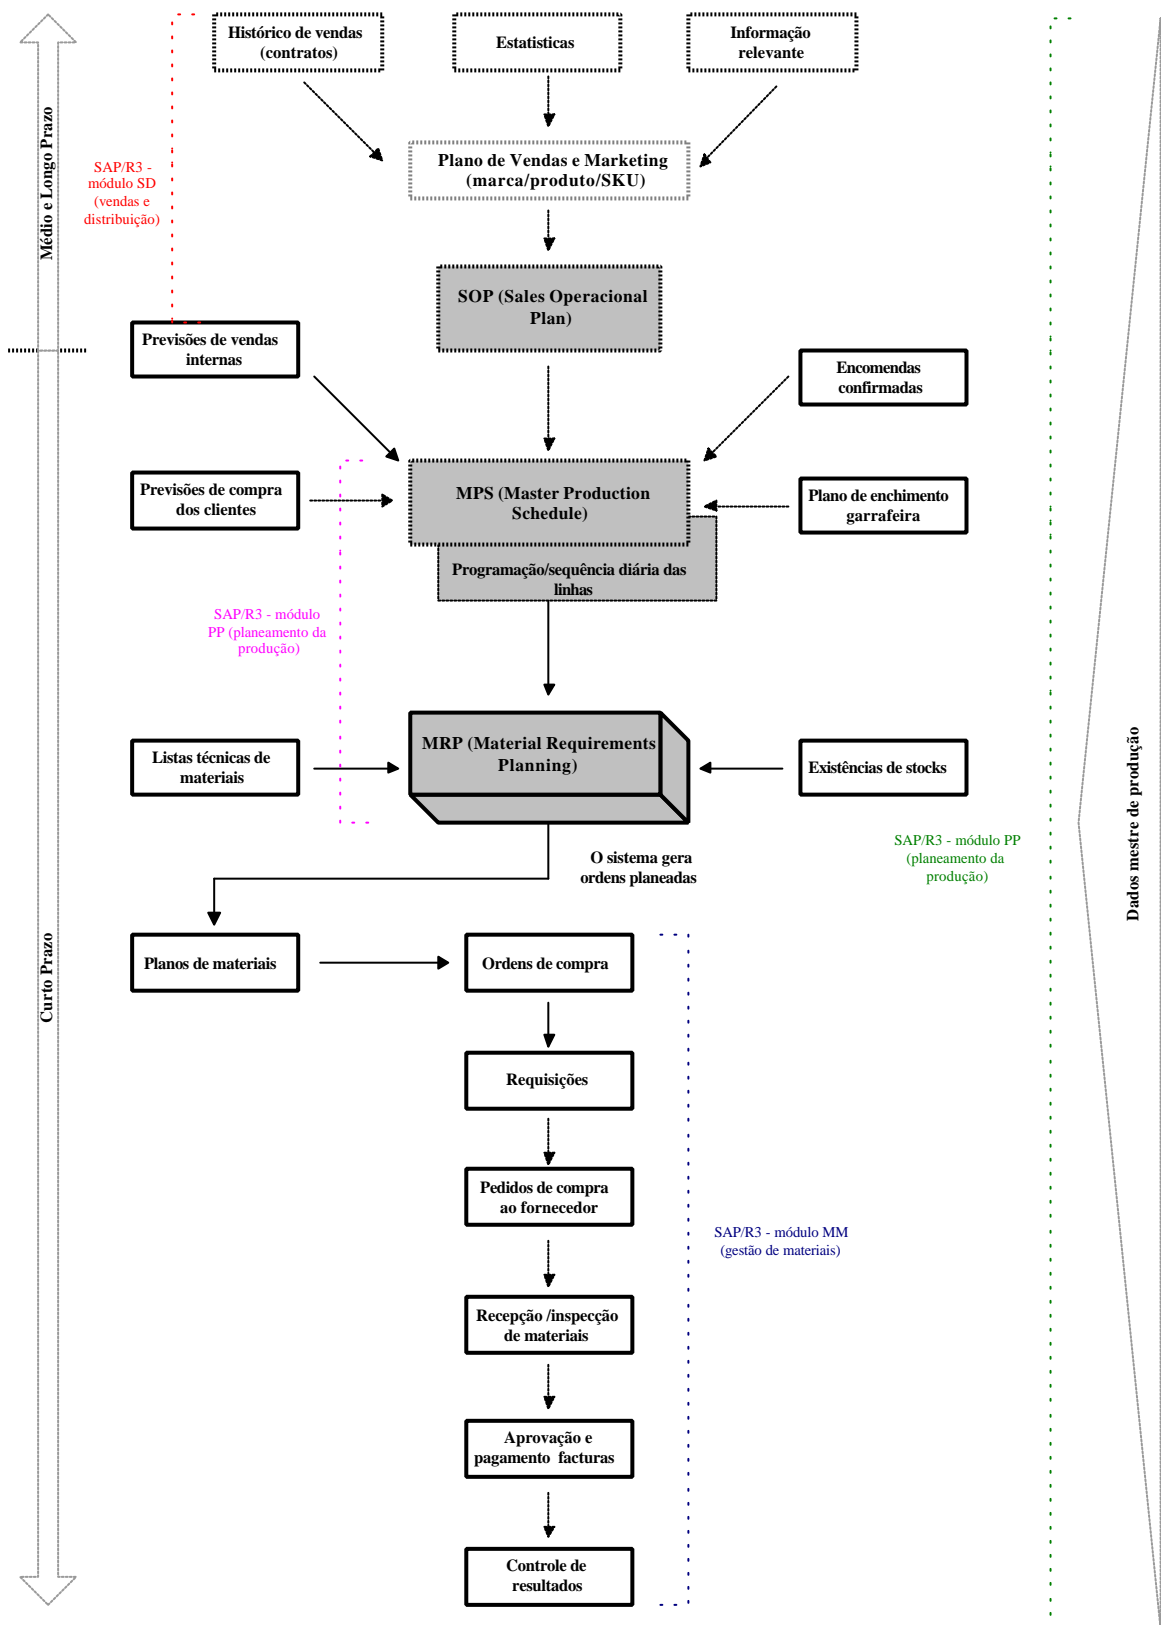 Histórico de vendas
(contratos)
Estatisticas
Informação
relevante
Médio e Longo Prazo
SAP/R3 -
módulo SD
(vendas e
distribuição)
Plano de Vendas e Marketing
(marca/produto/SKU)
SOP (Sales Operacional
Plan)
Previsões de vendas
internas
Encomendas
confirmadas
Previsões de compra
dos clientes
MPS (Master Production
Schedule)
Plano de enchimento
garrafeira
Programação/sequência diária das
linhas
SAP/R3 - módulo
PP (planeamento da
produção)
Listas técnicas de
materiais
MRP (Material Requirements
Planning)
Existências de stocks
Dados mestre de produção
SAP/R3 - módulo PP
(planeamento da
produção)
O sistema gera
ordens planeadas
Curto Prazo
Planos de materiais
Ordens de compra
Requisições
Pedidos de compra
ao fornecedor
SAP/R3 - módulo MM
(gestão de materiais)
Recepção /inspecção
de materiais
Aprovação e
pagamento facturas
Controle de
resultados